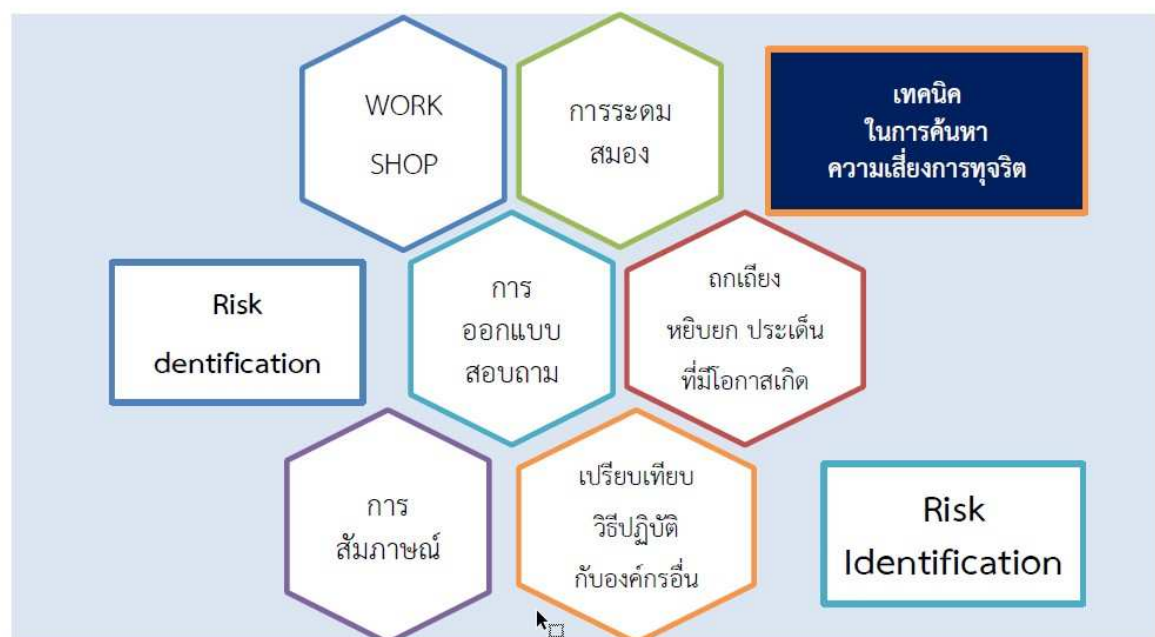 WORK
SHOP
การระดม
สมอง
เทคนิค
ในการค้นหา
ความเสี่ยงการทุจริต
Risk
dentification
การ
ออกแบบ
สอบถาม
ถกเถียง
หยิบยก ประเด็น
ที่มีโอกาสเกิด
การ
สัมภาษณ์
เปรียบเทียบ
วิธีปฏิบัติ
กับองค์กรอื่น
Risk
Identification